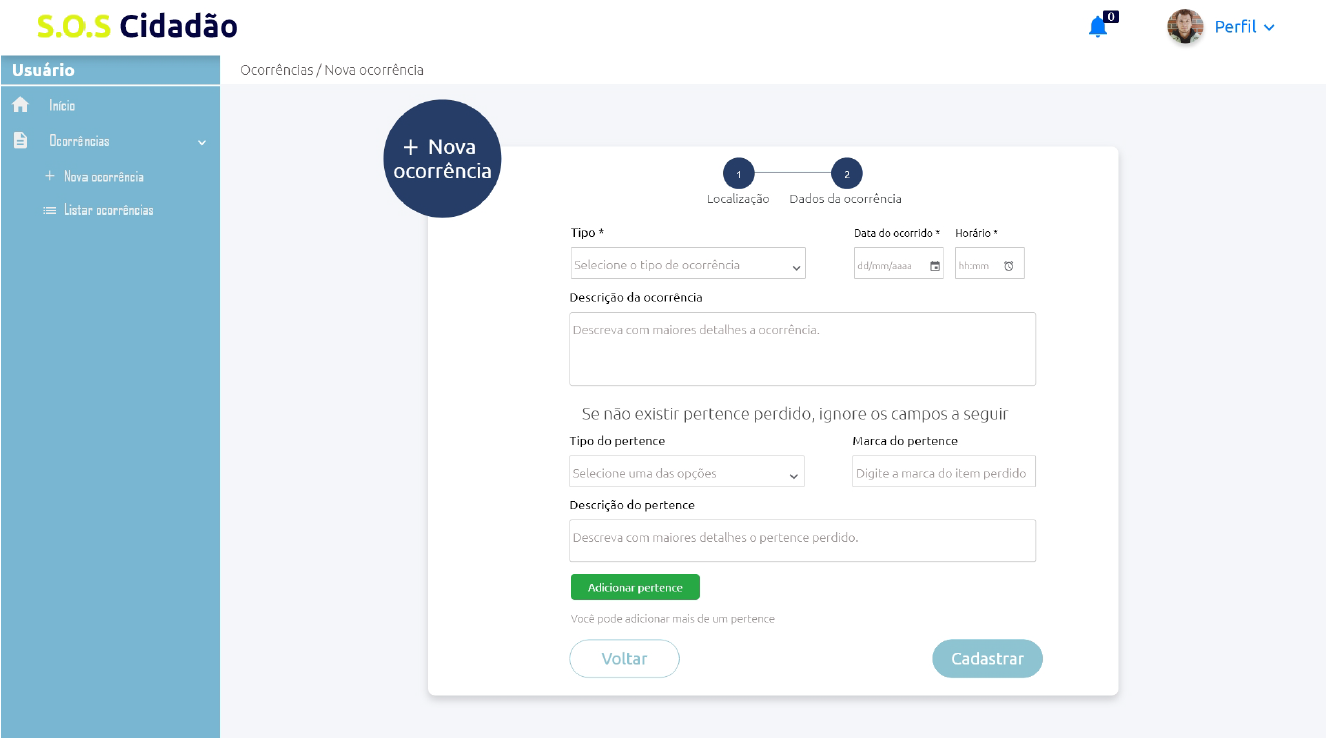 S.O.S Cidadão
0
Perfil
Usuário
Ocorrências / Nova ocorrência
Início
Ocorrências
+ Nova ocorrência
Listar ocorrências
+ Nova
ocorrência
1
2
Localização
Dados da ocorrência
Tipo *
Data do ocorrido *
Horário *
Selecione o tipo de ocorrência
dd/mm/aaaa
hh:mm
Descrição da ocorrência
Descreva com maiores detalhes a ocorrência.
Se não existir pertence perdido, ignore os campos a seguir
Tipo do pertence
Marca do pertence
Selecione uma das opções
Digite a marca do item perdido
Descrição do pertence
Descreva com maiores detalhes o pertence perdido.
Adicionar pertence
Você pode adicionar mais de um pertence
Voltar
Cadastrar